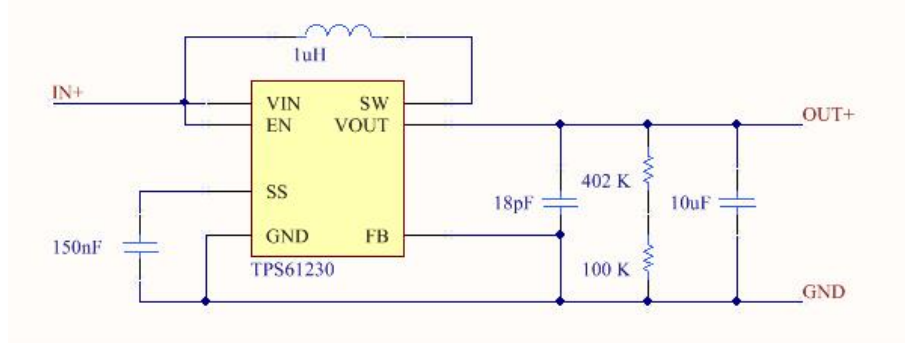 1uH
IN+
VIN
SW
EN
VOUT
OUT+
SS
402 K
18pF
10uF
150nF
GND
FB
TPS61230
100 K
GND